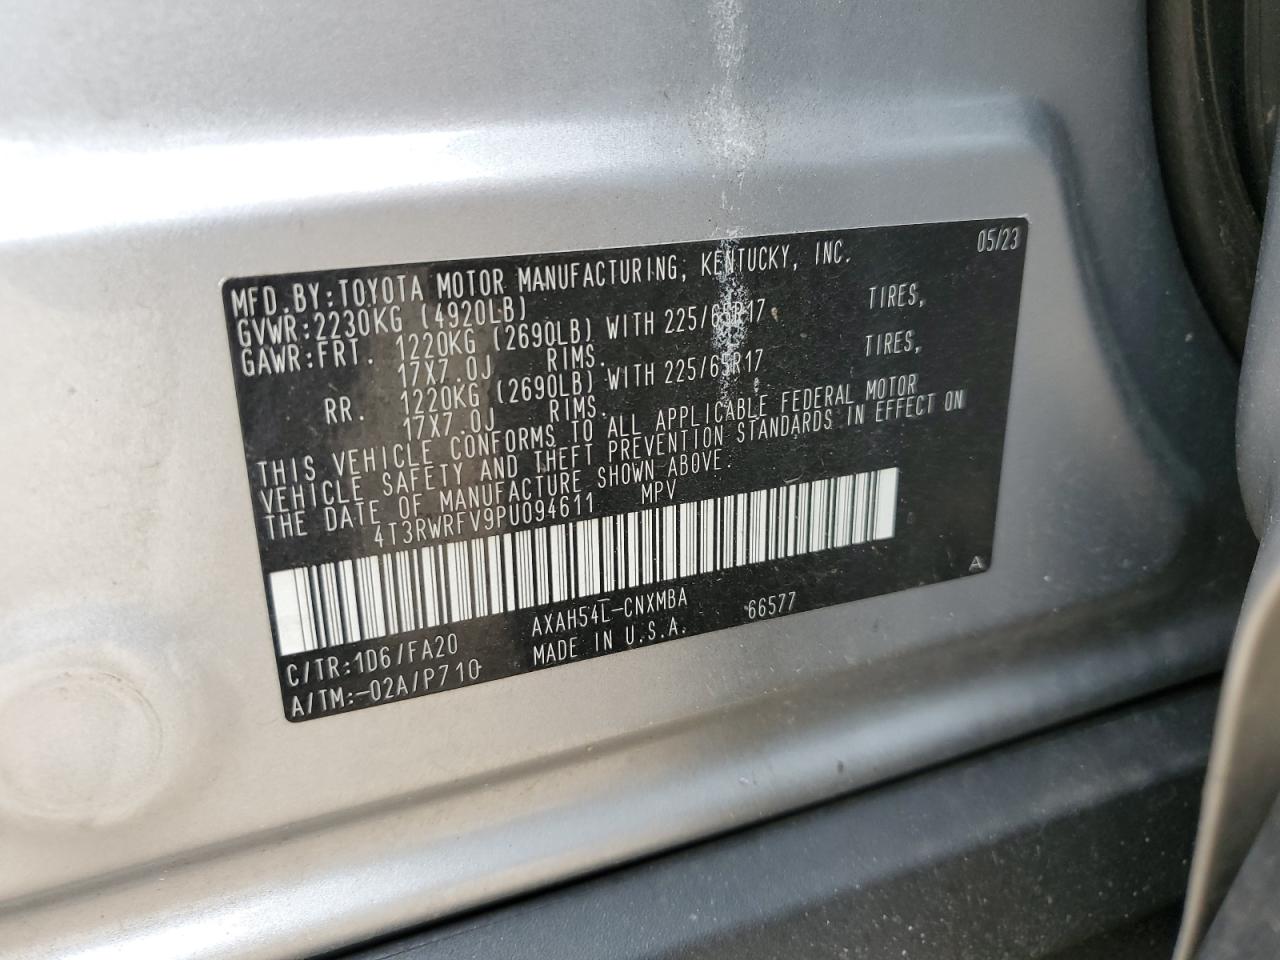 MFD.BY:TOYOTA MOTOR MANUFACTURING, KENTUCKY, INC. 05/23
GVWR:2230KG (4920LB)
GAWR:FRT. 1220KG (2690LB) WITH 225/65R17 TIRES,
17X7.0J RIMS.
RR. 1220KG (2690LB) WITH 225/65R17 TIRES,
17X7.0J RIMS.
THIS VEHICLE CONFORMS TO ALL APPLICABLE FEDERAL MOTOR
VEHICLE SAFETY AND THEFT PREVENTION STANDARDS IN EFFECT ON
THE DATE OF MANUFACTURE SHOWN ABOVE.
4T3RWRFV9PU094611 MPV
C/TR:1D6/FA20 AXAH54L-CNXMBA 66577 A
A/TM:-02A/P710 MADE IN U.S.A.